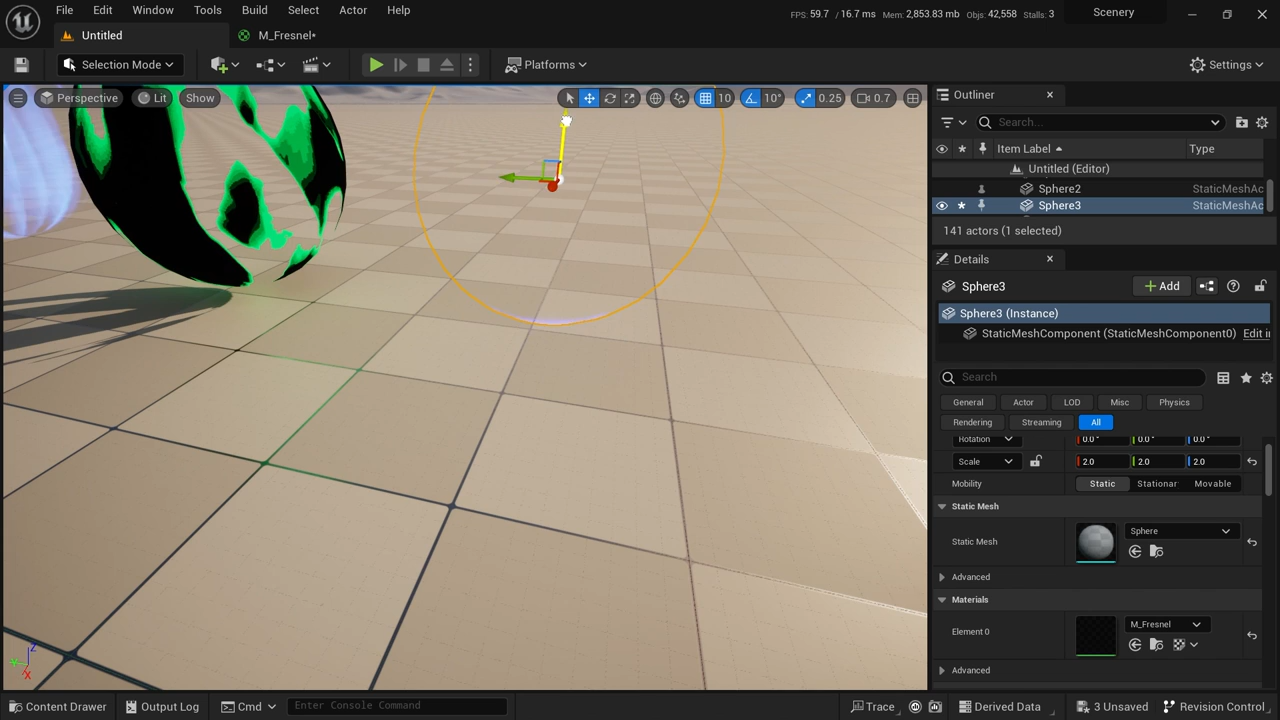 File Edit Window Tools Build Select Actor Help
FPS: 59.7 / 16.7 ms Mem: 2,853.83 mb Objs: 42,558 Stalls: 3
Scenery
Untitled
M_Fresnel*
Selection Mode
Platforms
Settings
Perspective
Lit
Show
10
10°
0.25
0.7
Outliner
Search...
Item Label
Type
Untitled (Editor)
Sphere2
StaticMeshAc
Sphere3
StaticMeshAc
141 actors (1 selected)
Details
Sphere3
Add
Sphere3 (Instance)
StaticMeshComponent (StaticMeshComponent0)
Edit i
Search
General
Actor
LOD
Misc
Physics
Rendering
Streaming
All
Rotation
0.0° 0.0° 0.0°
Scale
2.0 2.0 2.0
Mobility
Static
Stationar
Movable
Static Mesh
Static Mesh
Sphere
Advanced
Materials
Element 0
M_Fresnel
Advanced
Z
Y
X
Content Drawer
Output Log
Cmd
Enter Console Command
Trace
Derived Data
3 Unsaved
Revision Control